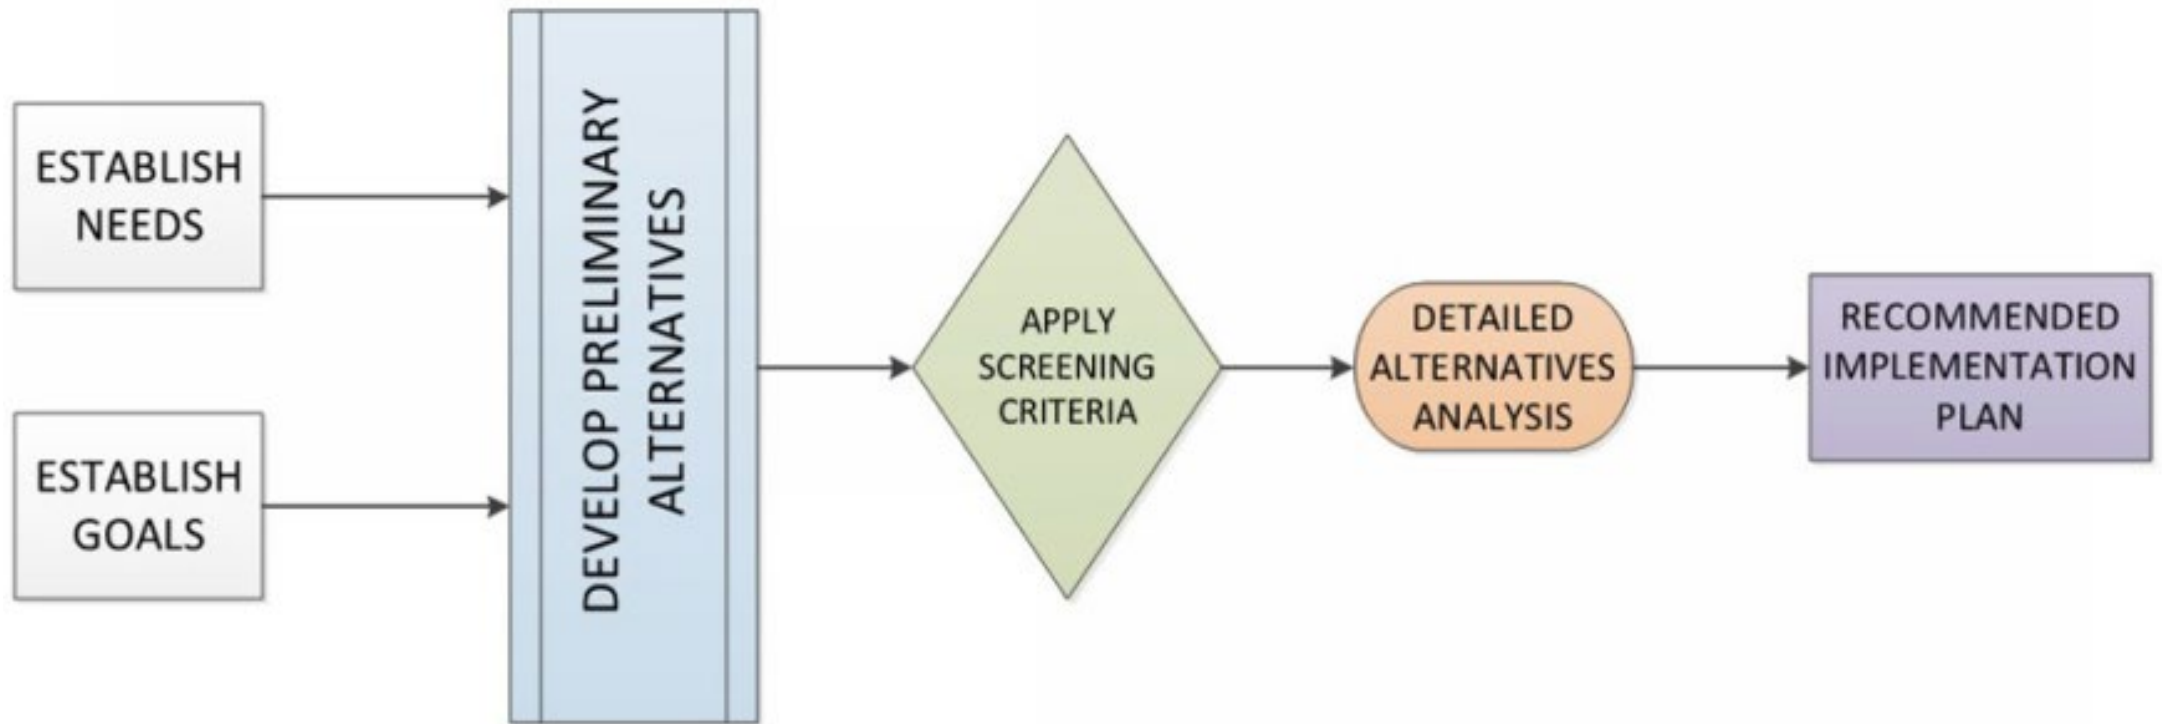 ESTABLISH
NEEDS
ESTABLISH
GOALS
DEVELOP PRELIMINARY
ALTERNATIVES
APPLY
SCREENING
CRITERIA
DETAILED
ALTERNATIVES
ANALYSIS
RECOMMENDED
IMPLEMENTATION
PLAN